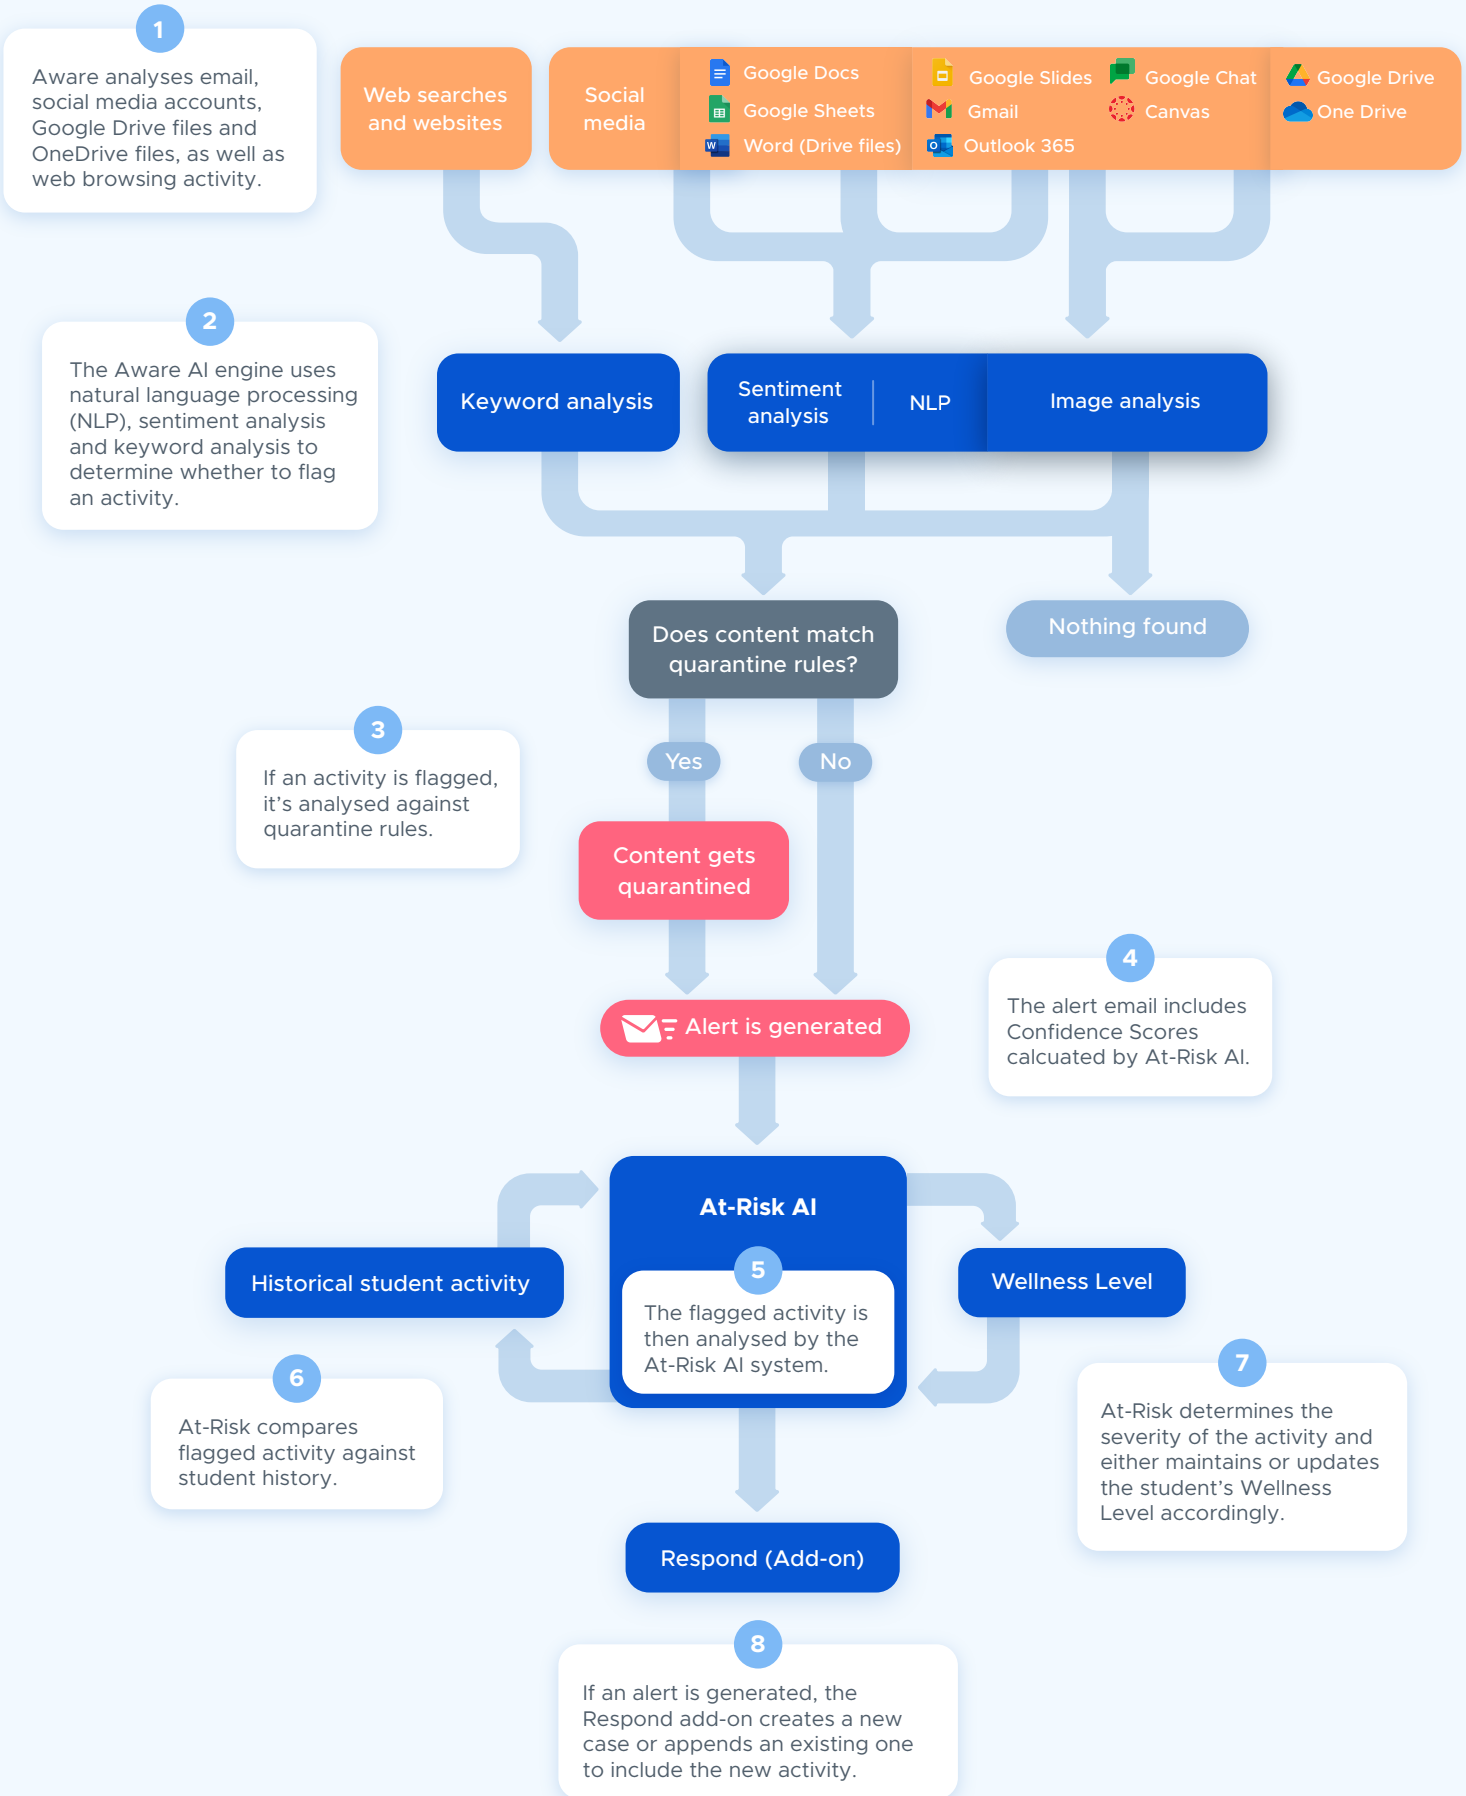 1
Aware analyses email,
social media accounts,
Google Drive files and
OneDrive files, as well as
web browsing activity.
Web searches
and websites
Social
media
Google Docs
Google Sheets
W Word (Drive files)
Google Slides
Gmail
O Outlook 365
Google Chat
Canvas
Google Drive
One Drive
2
The Aware AI engine uses
natural language processing
(NLP), sentiment analysis
and keyword analysis to
determine whether to flag
an activity.
Keyword analysis
Sentiment
analysis
NLP
Image analysis
Does content match
quarantine rules?
Nothing found
3
If an activity is flagged,
it's analysed against
quarantine rules.
Yes
No
Content gets
quarantined
Alert is generated
4
The alert email includes
Confidence Scores
calcuated by At-Risk AI.
At-Risk AI
5
The flagged activity is
then analysed by the
At-Risk AI system.
Historical student activity
Wellness Level
6
At-Risk compares
flagged activity against
student history.
7
At-Risk determines the
severity of the activity and
either maintains or updates
the student's Wellness
Level accordingly.
Respond (Add-on)
8
If an alert is generated, the
Respond add-on creates a new
case or appends an existing one
to include the new activity.